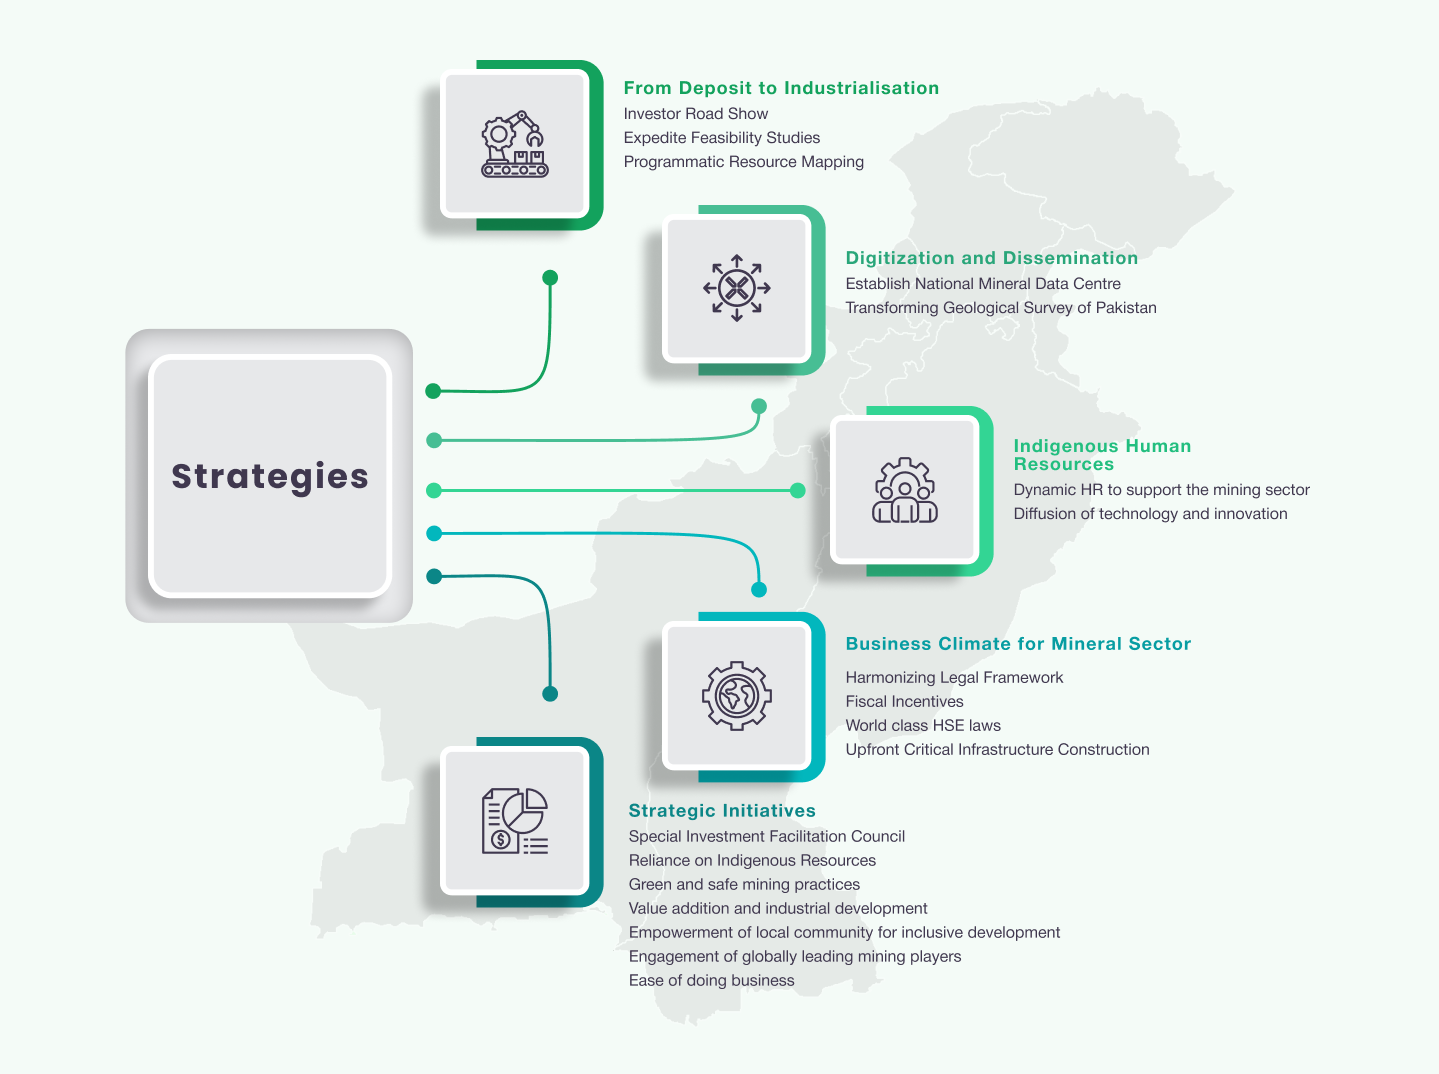 Strategies
From Deposit to Industrialisation
Investor Road Show
Expedite Feasibility Studies
Programmatic Resource Mapping
Digitization and Dissemination
Establish National Mineral Data Centre
Transforming Geological Survey of Pakistan
Indigenous Human
Resources
Dynamic HR to support the mining sector
Diffusion of technology and innovation
Business Climate for Mineral Sector
Harmonizing Legal Framework
Fiscal Incentives
World class HSE laws
Upfront Critical Infrastructure Construction
$
Strategic Initiatives
Special Investment Facilitation Council
Reliance on Indigenous Resources
Green and safe mining practices
Value addition and industrial development
Empowerment of local community for inclusive development
Engagement of globally leading mining players
Ease of doing business